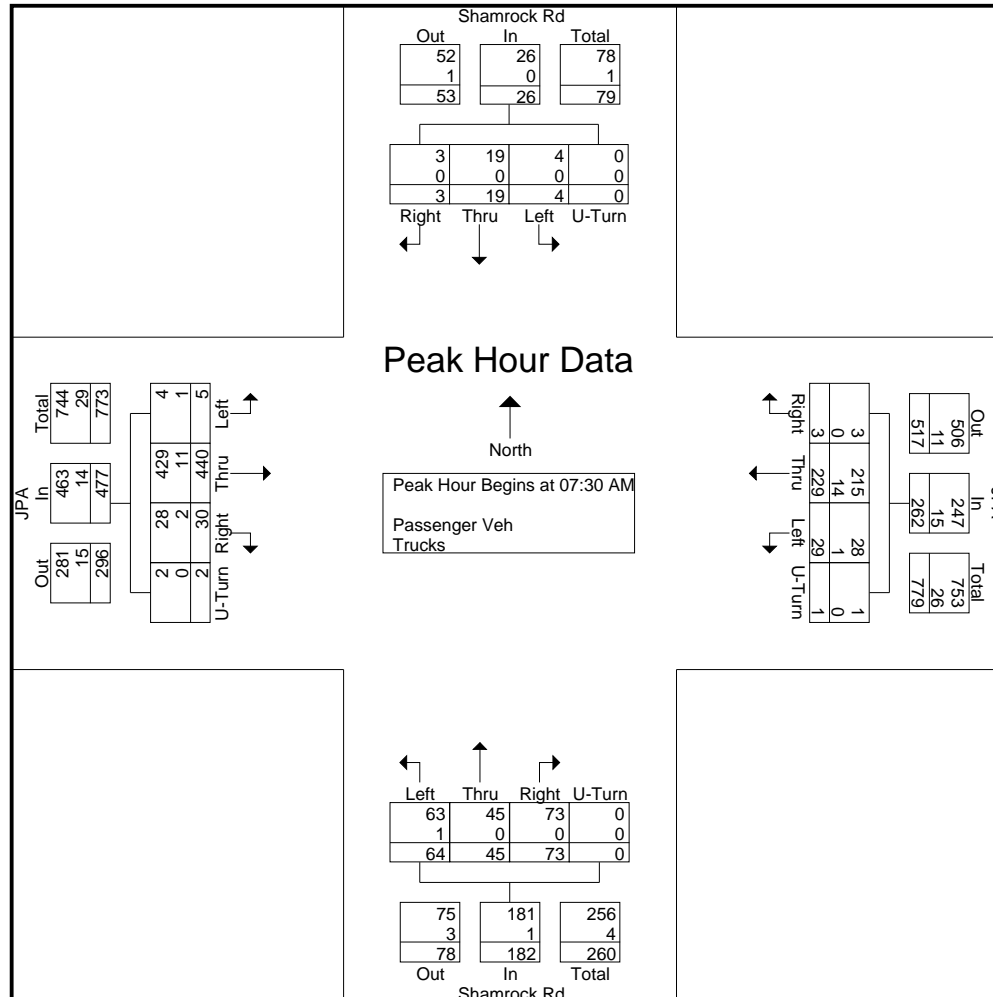 Shamrock Rd
Out In Total
52 26 78
1 0 1
53 26 79
3 19 4 0
0 0 0 0
3 19 4 0
Right Thru Left U-Turn
Peak Hour Data
North
Peak Hour Begins at 07:30 AM
Passenger Veh
Trucks
JPA
Out In Total
281 463 744
15 14 29
296 477 773
2 28 429 4
0 2 11 1
2 30 440 5
U-Turn Right Thru Left
Out In Total
506 247 753
11 15 26
517 262 779
3 215 28 1
0 14 1 0
3 229 29 1
Right Thru Left U-Turn
Left Thru Right U-Turn
63 45 73 0
1 0 0 0
64 45 73 0
75 181 256
3 1 4
78 182 260
Out In Total
Shamrock Rd